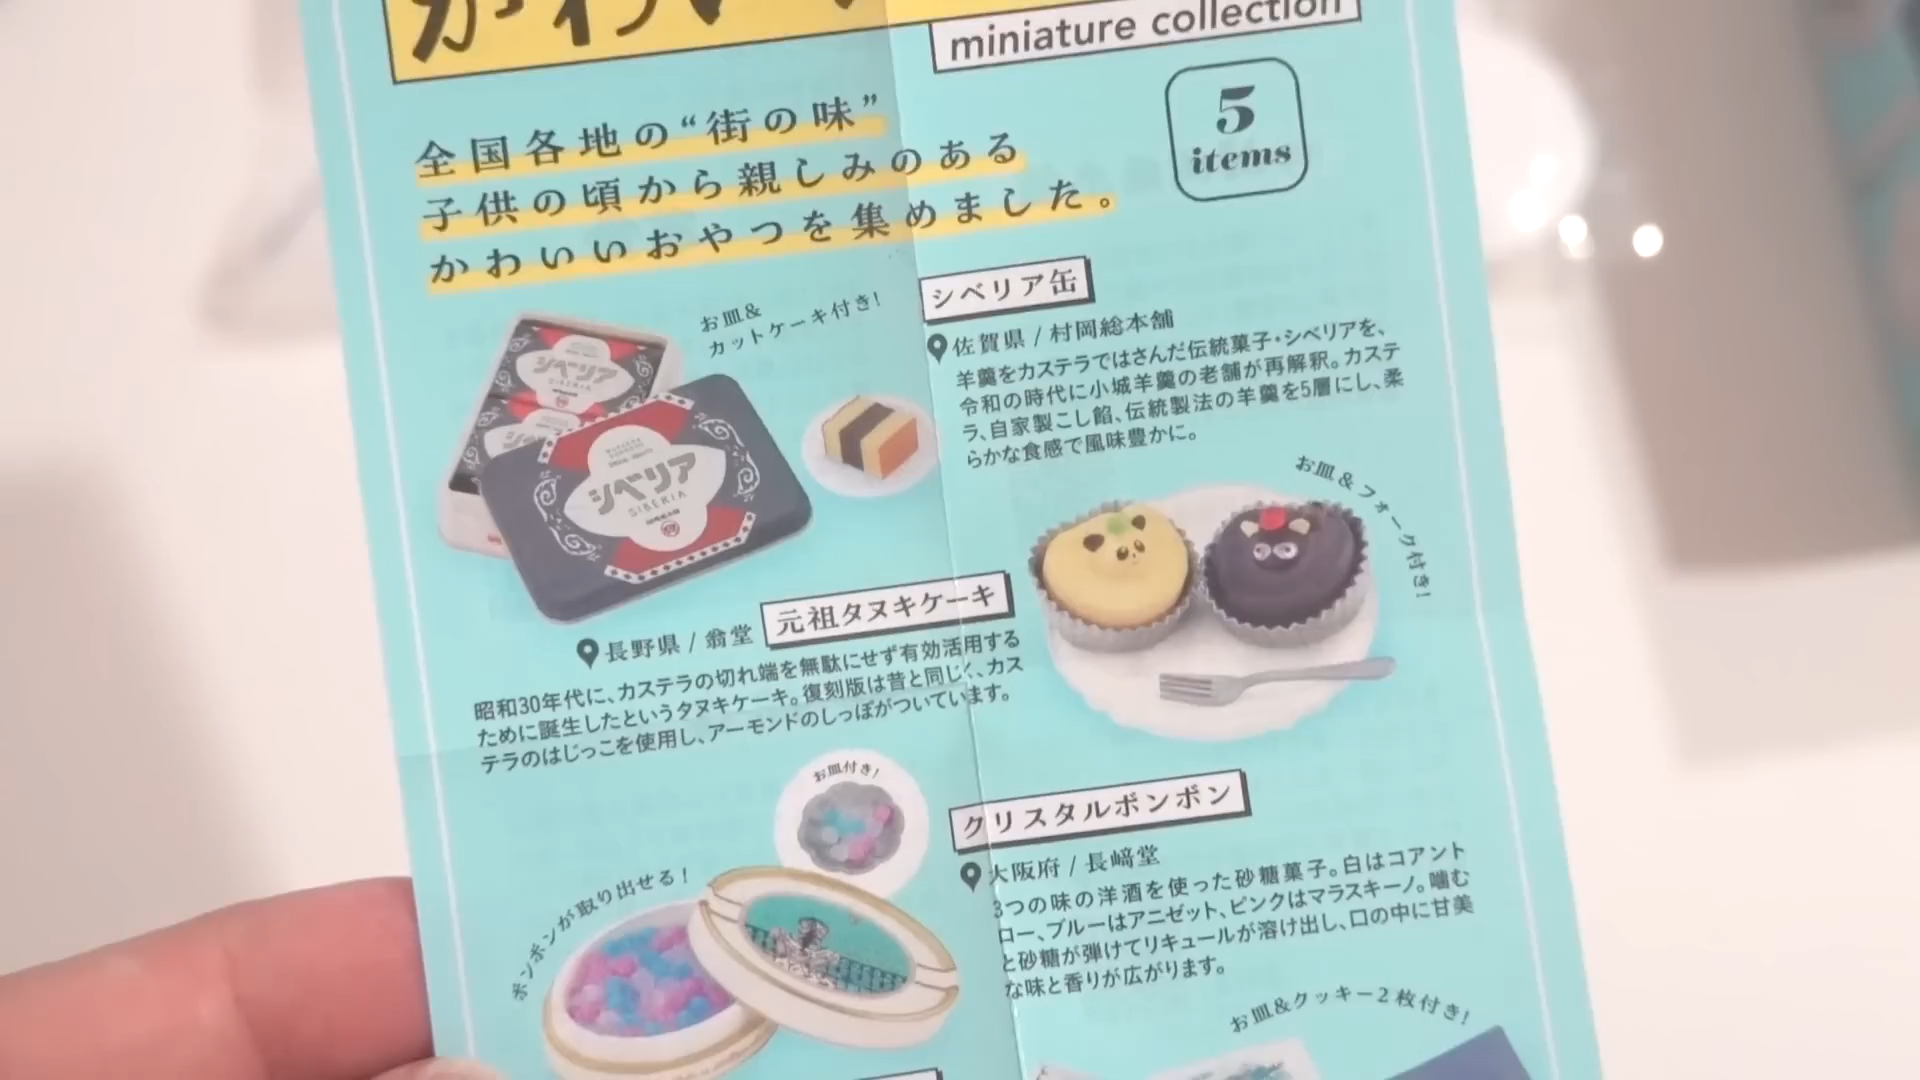 かわいい
miniature collection
全国各地の“街の味”
子供の頃から親しみのある
かわいいおやつを集めました。
5
items
お皿&
カットケーキ付き!
シベリア缶
佐賀県 / 村岡総本舗
羊羹をカステラではさんだ伝統菓子・シベリアを、
令和の時代に小城羊羹の老舗が再解釈。カステ
ラ、自家製こし餡、伝統製法の羊羹を5層にし、柔
らかな食感で風味豊かに。
シベリア
SIBERIA
シベリア
SIBERIA
お皿&フォーク付き!
元祖タヌキケーキ
長野県 / 翁堂
昭和30年代に、カステラの切れ端を無駄にせず有効活用する
ために誕生したというタヌキケーキ。復刻版は昔と同じく、カス
テラのはじっこを使用し、アーモンドのしっぽがついています。
お皿付き!
ボンボンが取り出せる!
クリスタルボンボン
大阪府 / 長﨑堂
3つの味の洋酒を使った砂糖菓子。白はコアント
ロー、ブルーはアニゼット、ピンクはマラスキーノ。噛む
と砂糖が弾けてリキュールが溶け出し、口の中に甘美
な味と香りが広がります。
お皿&クッキー2枚付き!